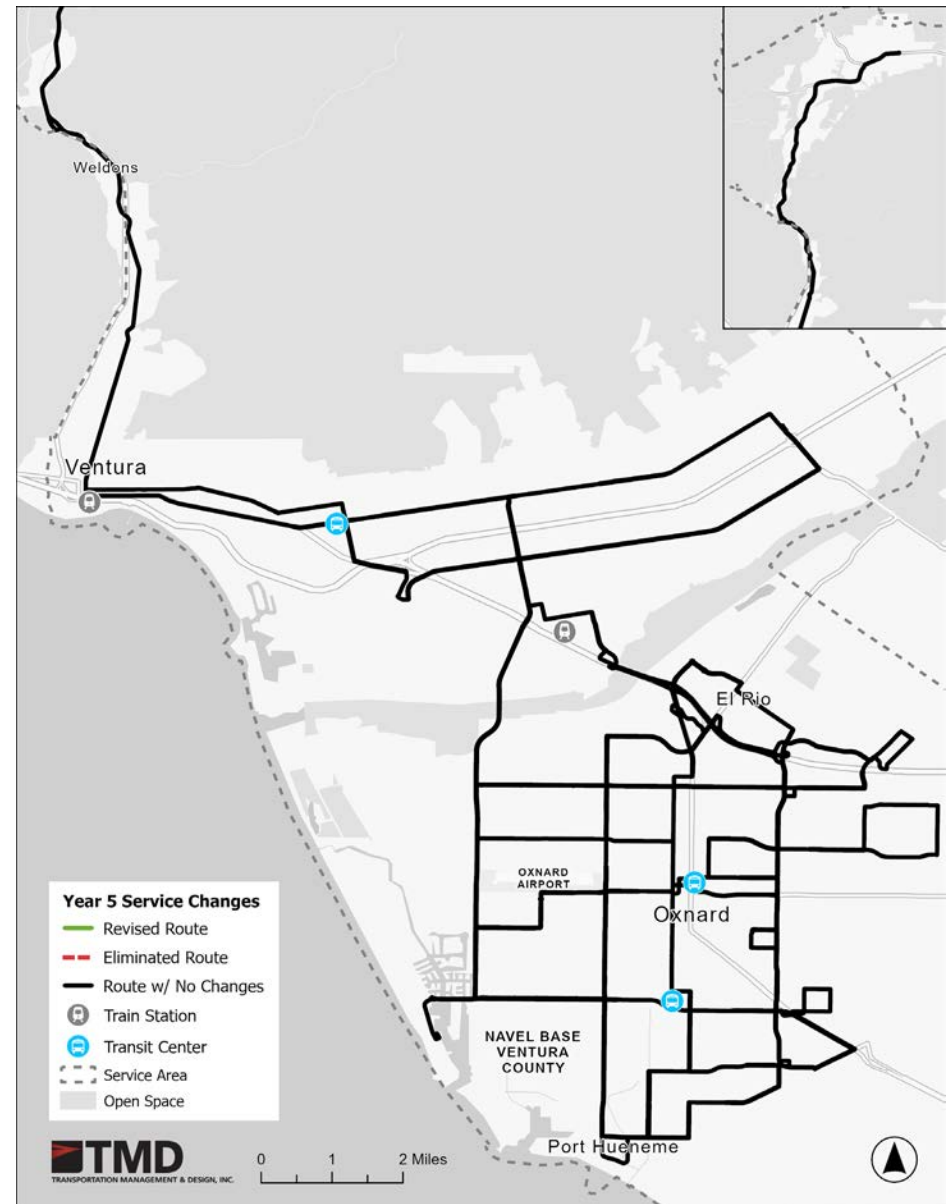 Weldons
Ventura
El Rio
OXNARD
AIRPORT
Oxnard
NAVEL BASE
VENTURA
COUNTY
Port Hueneme
Year 5 Service Changes
Revised Route
Eliminated Route
Route w/ No Changes
Train Station
Transit Center
Service Area
Open Space
TMD
TRANSPORTATION MANAGEMENT & DESIGN, INC.
0 1 2 Miles